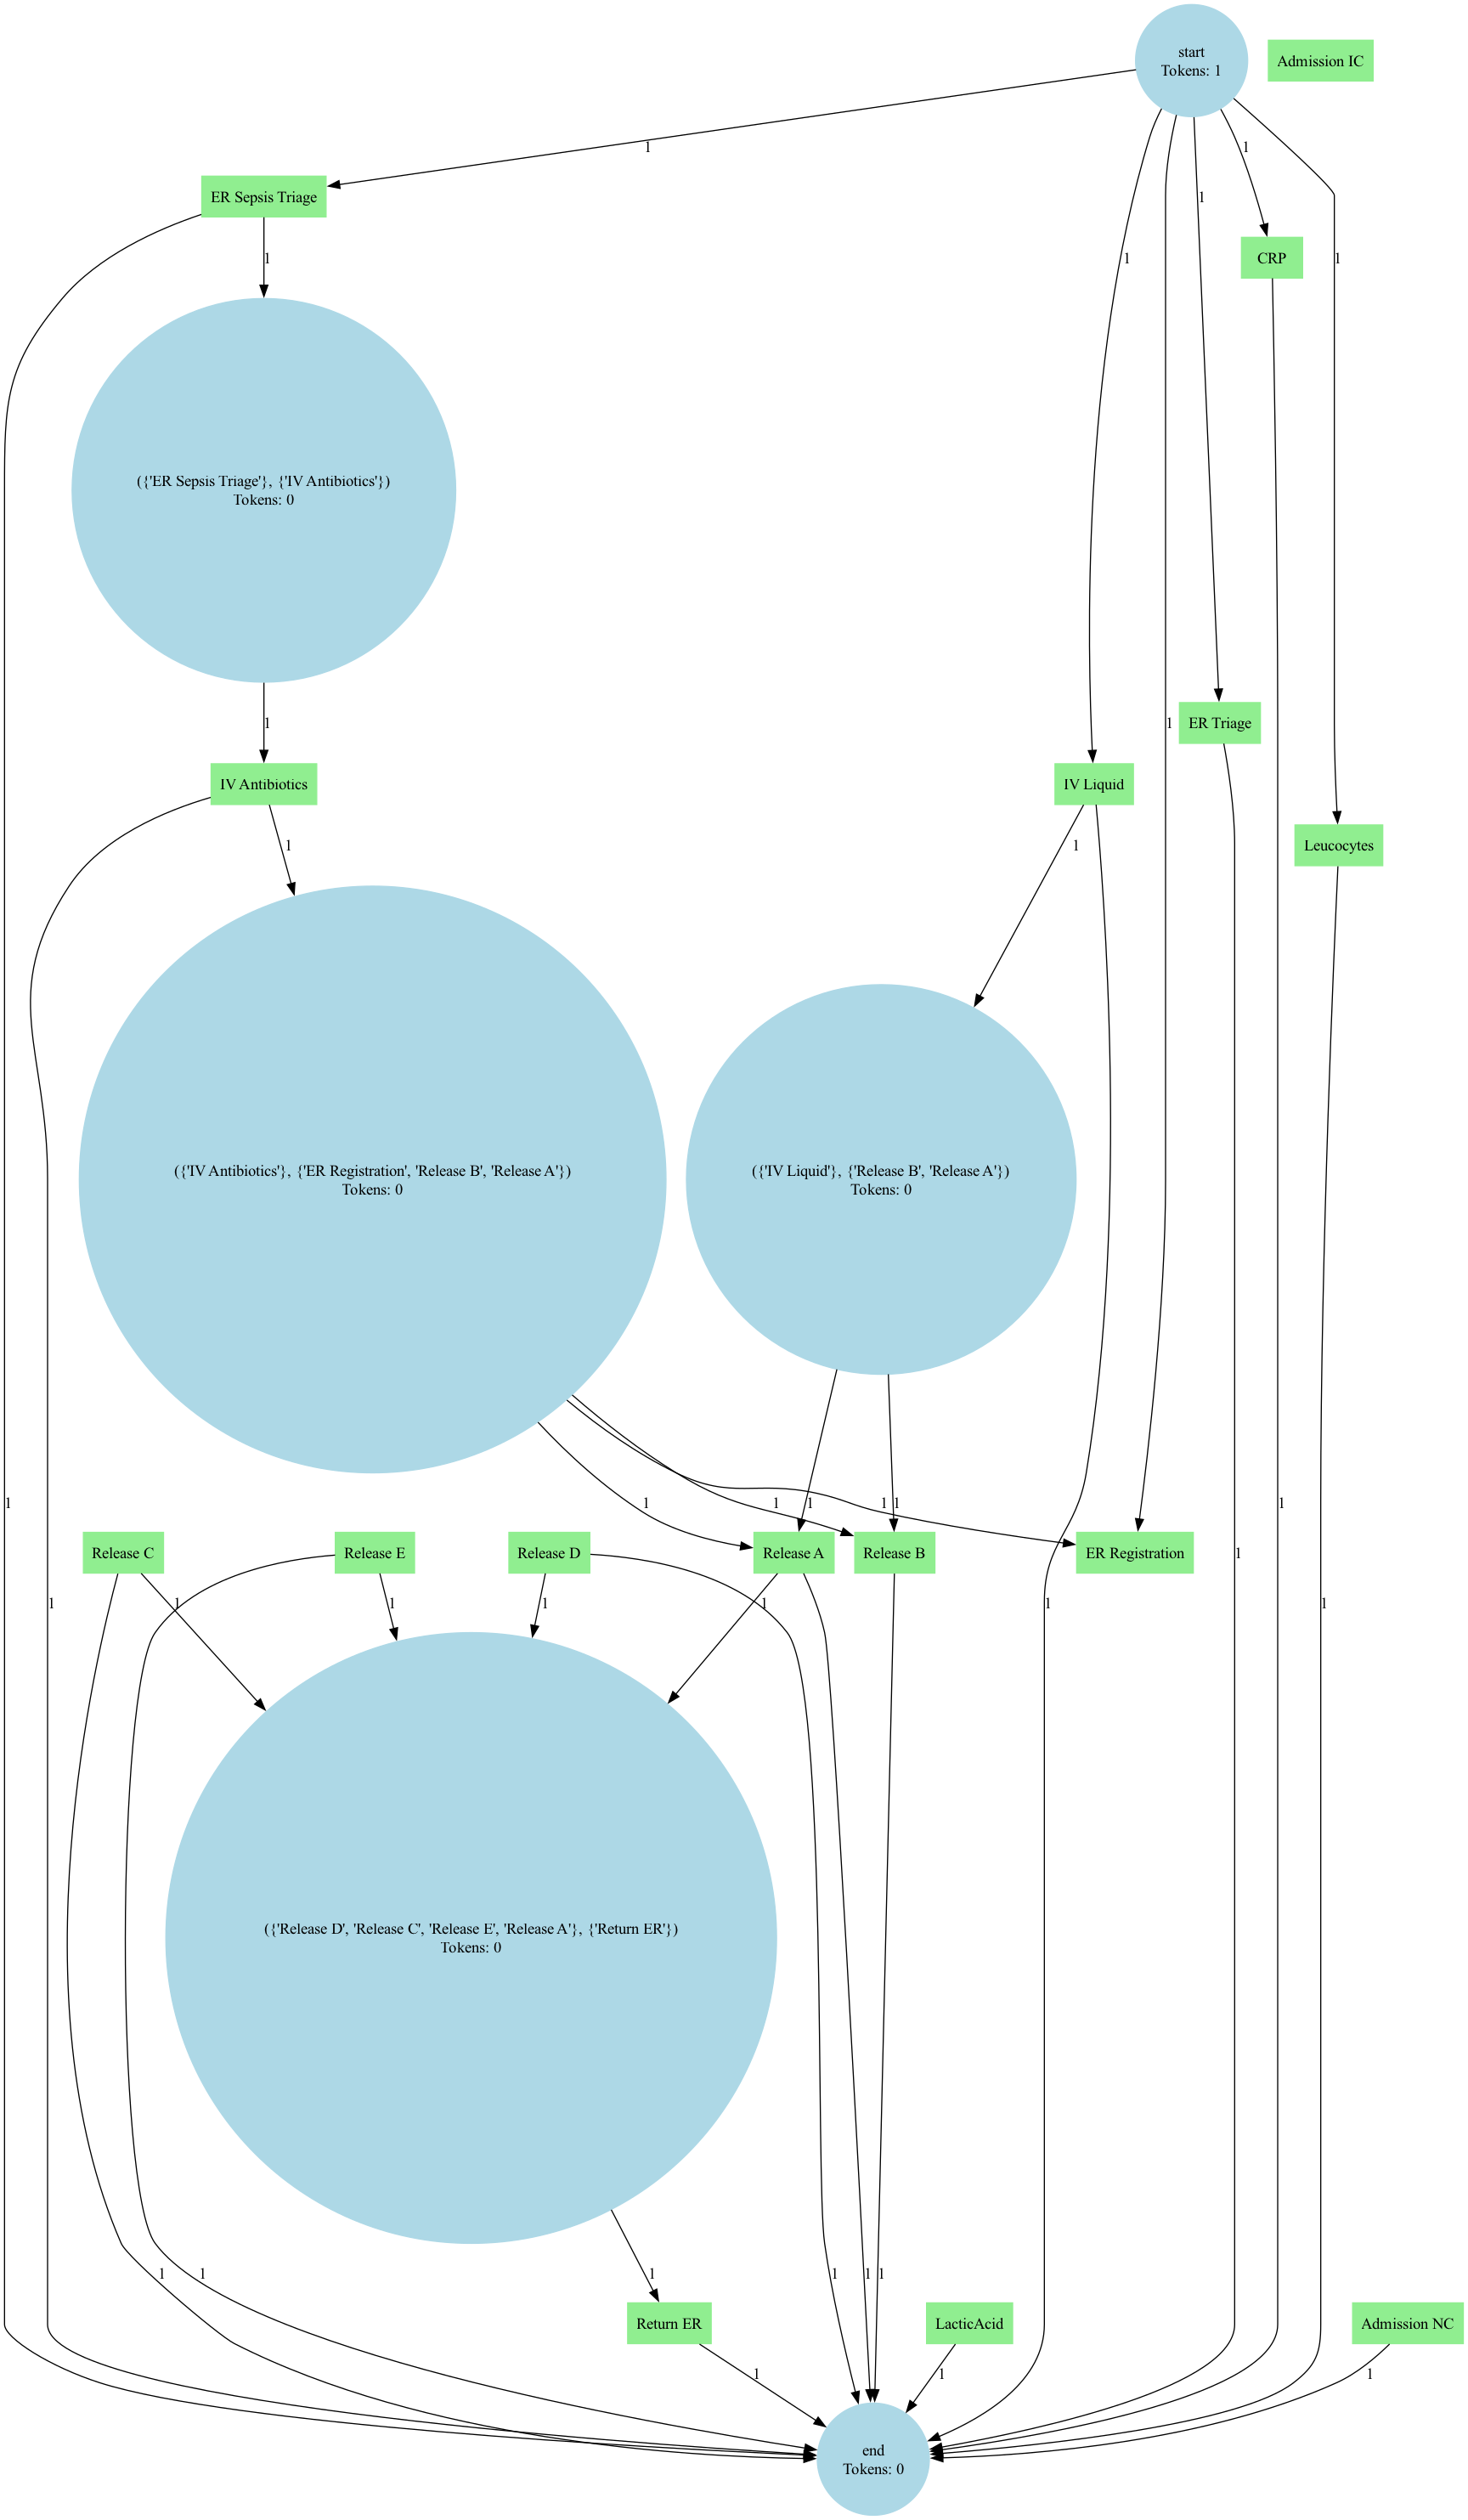 start
Tokens: 1
Admission IC
1
ER Sepsis Triage
1
1
1
1
1
CRP
1
({'ER Sepsis Triage'}, {'IV Antibiotics'})
Tokens: 0
1
1
ER Triage
IV Antibiotics
IV Liquid
1
1
Leucocytes
({'IV Antibiotics'}, {'ER Registration', 'Release B', 'Release A'})
Tokens: 0
({'IV Liquid'}, {'Release B', 'Release A'})
Tokens: 0
1
1
1
1
1
1
1
Release C
Release E
Release D
Release A
Release B
ER Registration
1
1
1
1
1
1
1
1
1
({'Release D', 'Release C', 'Release E', 'Release A'}, {'Return ER'})
Tokens: 0
1
1
1
1
1
1
Return ER
LacticAcid
Admission NC
1
1
1
end
Tokens: 0